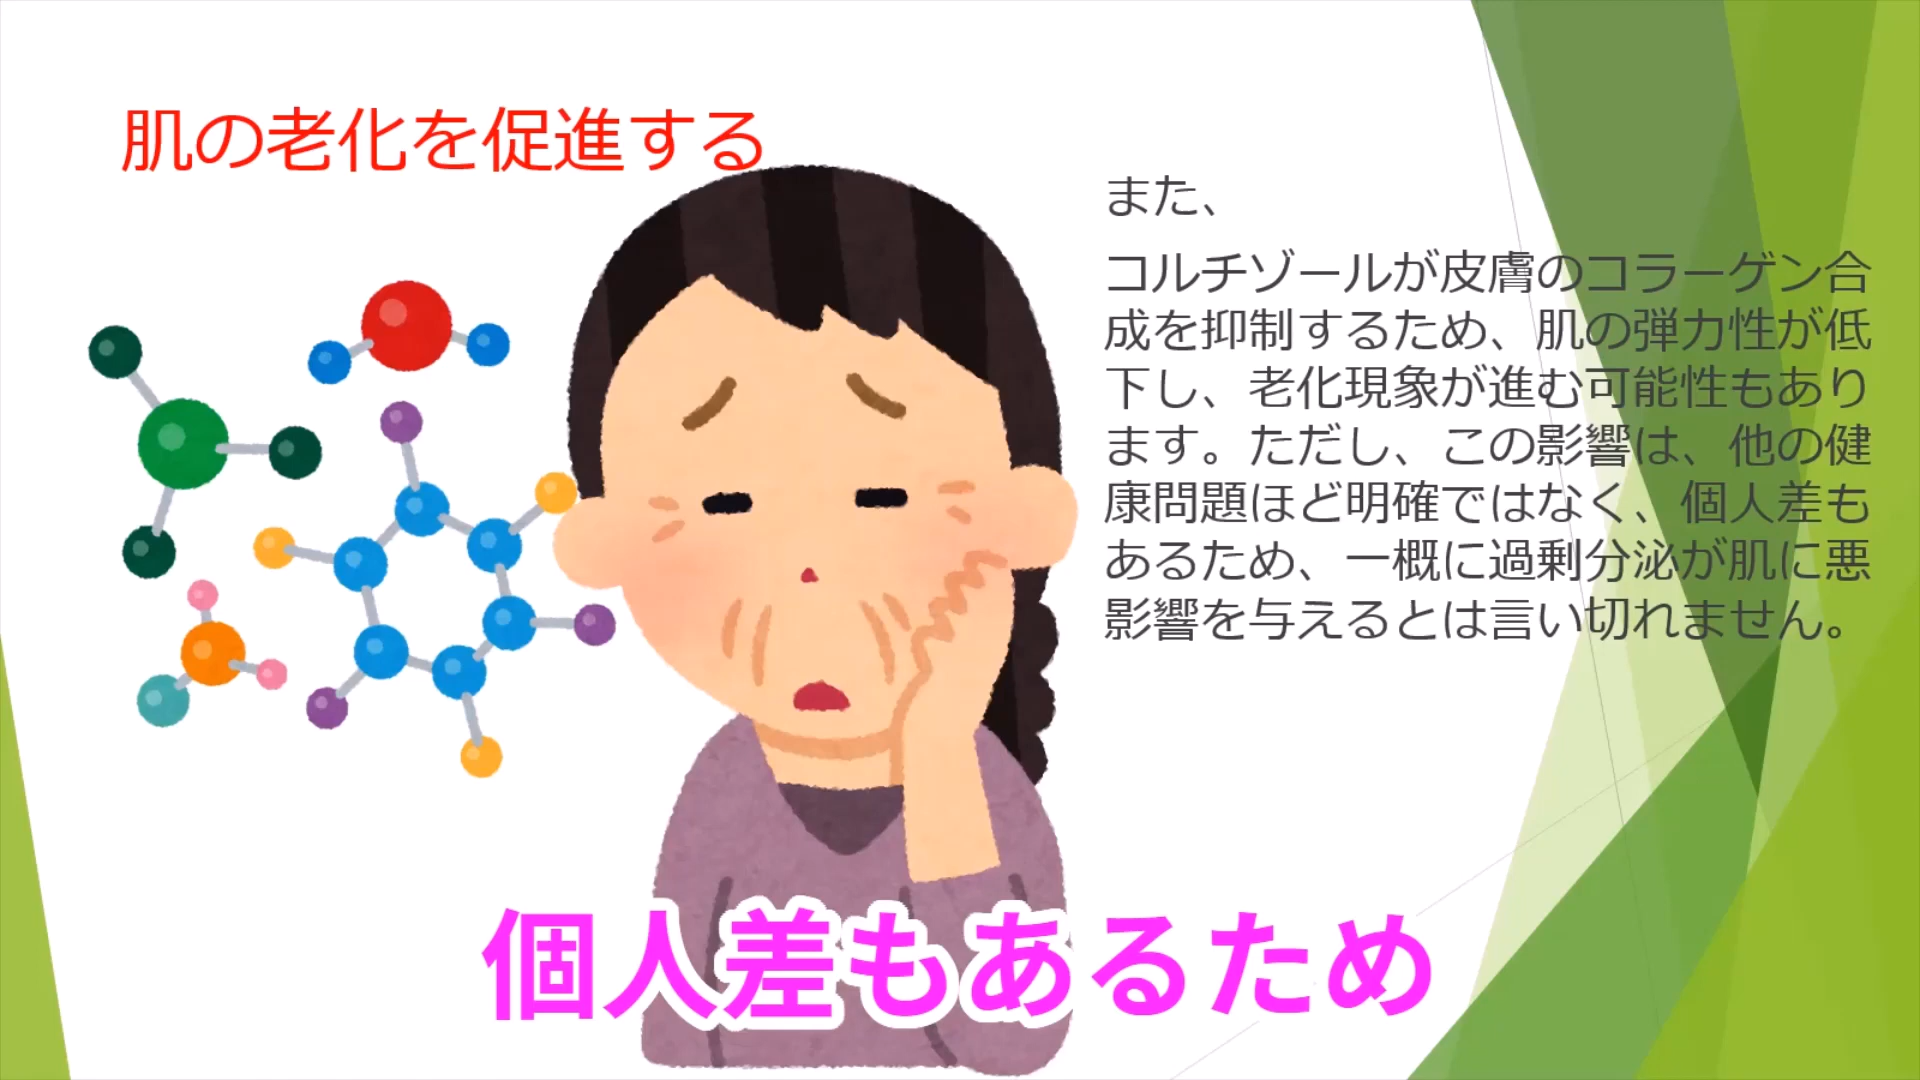 肌の老化を促進する
また、
コルチゾールが皮膚のコラーゲン合
成を抑制するため、肌の弾力性が低
下し、老化現象が進む可能性もあり
ます。ただし、この影響は、他の健
康問題ほど明確ではなく、個人差も
あるため、一概に過剰分泌が肌に悪
影響を与えるとは言い切れません。
個人差もあるため